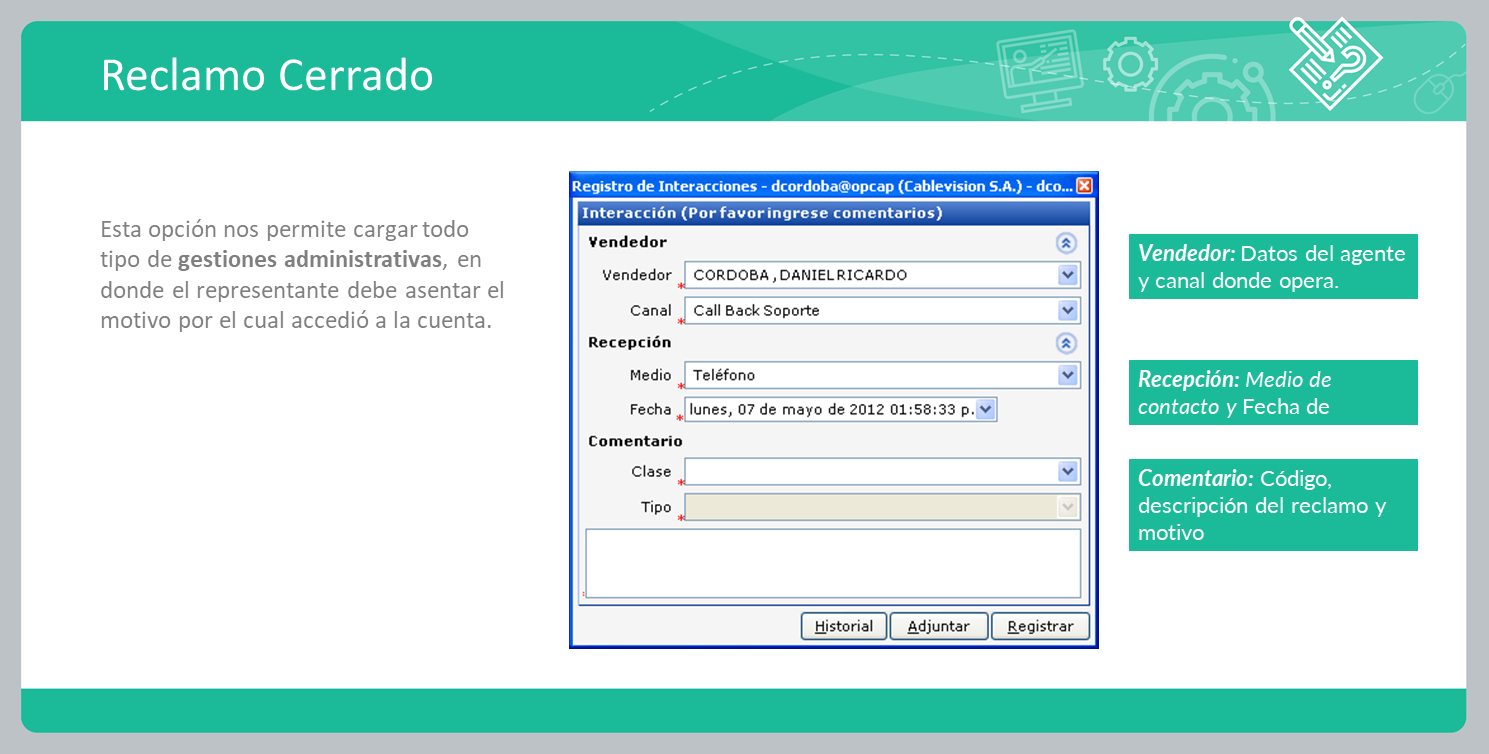 Reclamo Cerrado
Esta opción nos permite cargar todo
tipo de gestiones administrativas, en
donde el representante debe asentar el
motivo por el cual accedió a la cuenta.
Registro de Interacciones - dcordoba@opcap (Cablevision S.A.) - dco...
Interacción (Por favor ingrese comentarios)
Vendedor
Vendedor * CORDOBA , DANIEL RICARDO
Canal * Call Back Soporte
Recepción
Medio * Teléfono
Fecha * lunes, 07 de mayo de 2012 01:58:33 p.
Comentario
Clase *
Tipo *
Historial Adjuntar Registrar
Vendedor: Datos del agente
y canal donde opera.
Recepción: Medio de
contacto y Fecha de
Comentario: Código,
descripción del reclamo y
motivo